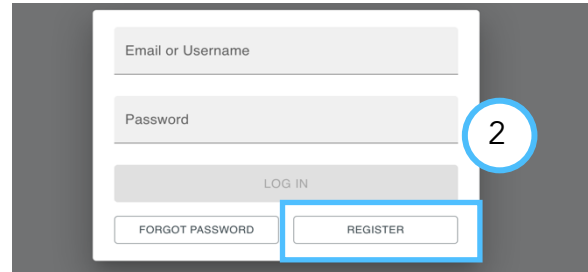 Email or Username
Password
2
LOG IN
FORGOT PASSWORD REGISTER